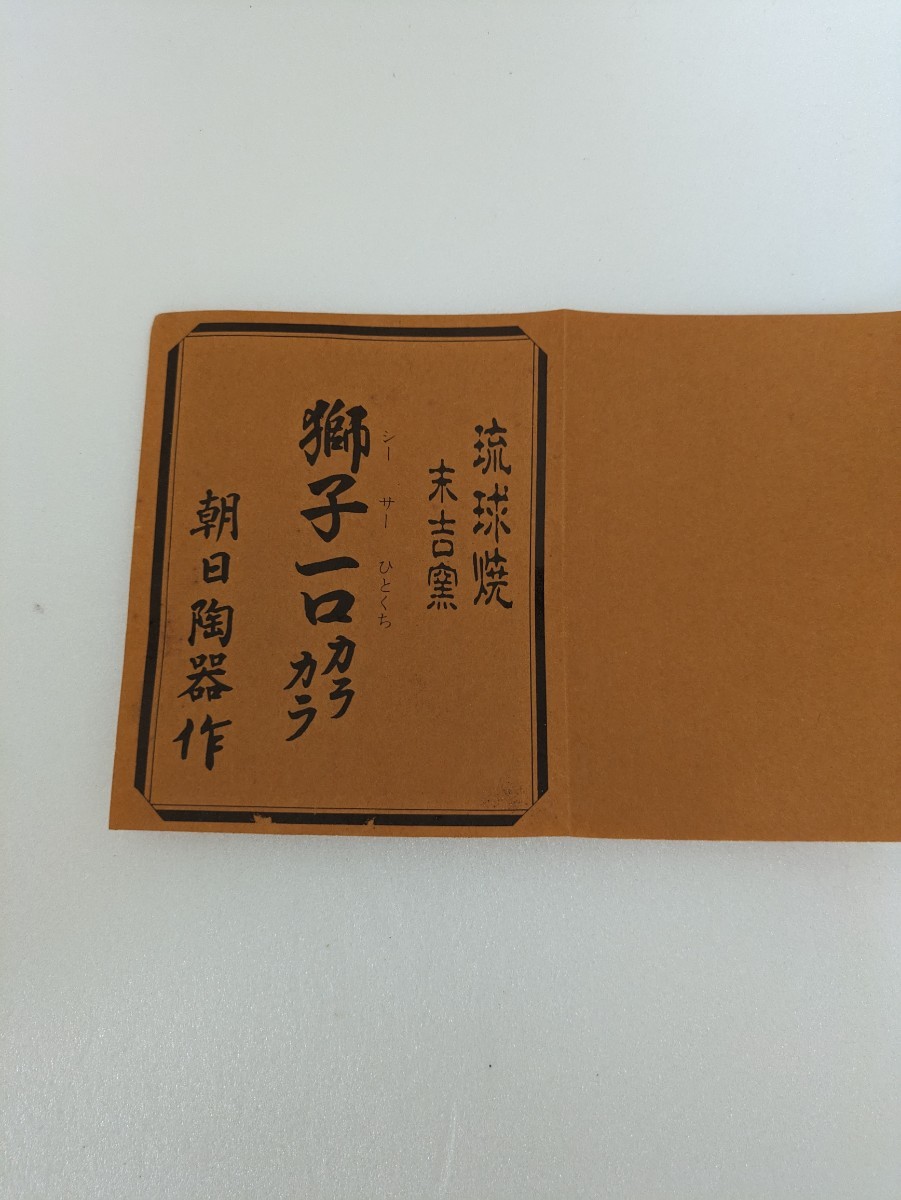 琉球焼
末吉窯
シーサーひとくち
獅子一口カラカラ
朝日陶器作